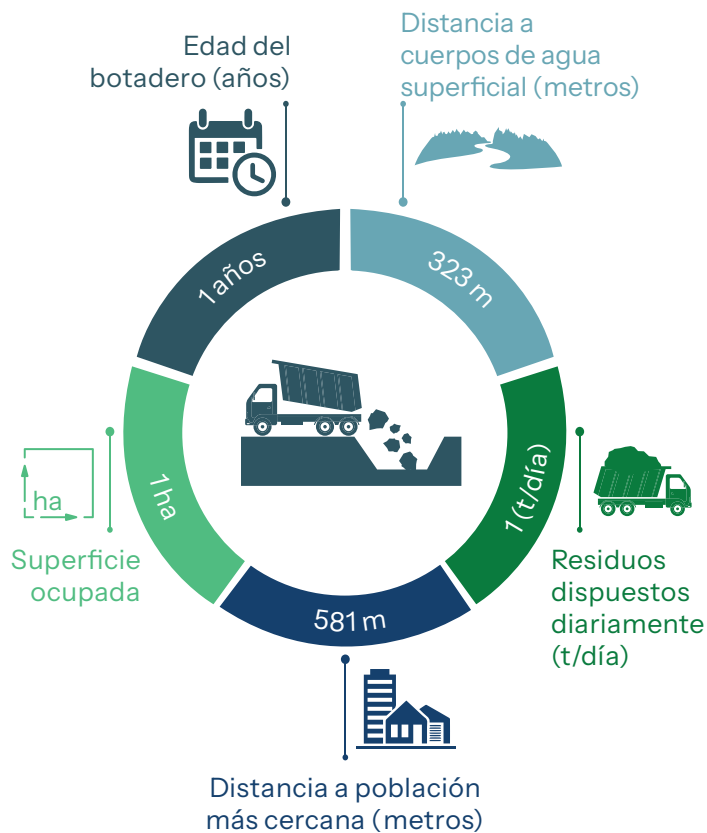 Edad del
botadero (años)
Distancia a
cuerpos de agua
superficial (metros)
1 años
323 m
1 ha
1 (t/día)
581 m
ha
Superficie
ocupada
Residuos
dispuestos
diariamente
(t/día)
Distancia a población
más cercana (metros)